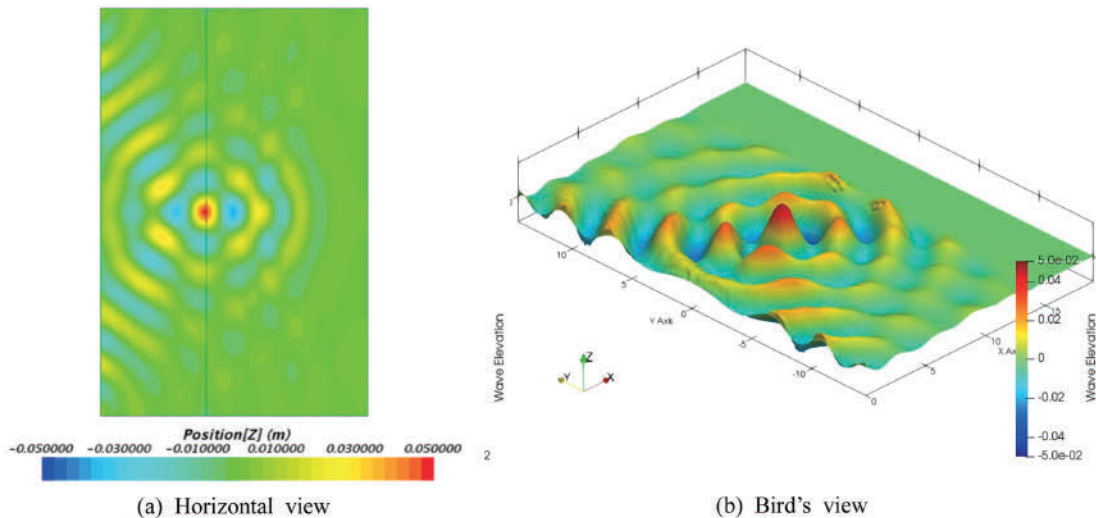 Position[Z] (m)
-0.050000 -0.030000 -0.010000 0.010000 0.030000 0.050000
(a) Horizontal view
Wave Elevation
2
10
5
0
-5
-10
Y Axis
0
5
10
15
X Axis
Z
Y
X
5.0e-02
0.04
0.02
0
-0.02
-0.04
-5.0e-02
Wave Elevation
(b) Bird's view